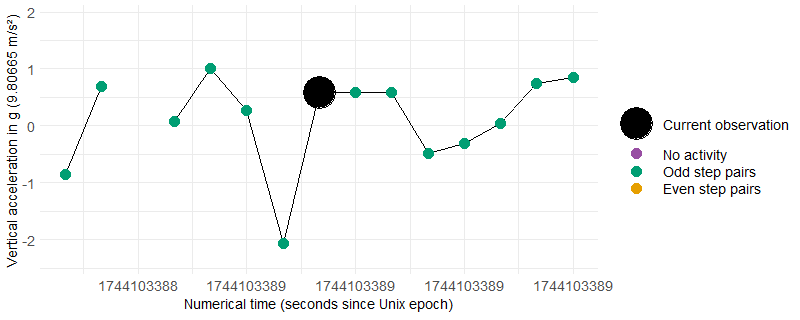 Vertical acceleration in g (9.80665 m/s²)
2
1
0
-1
-2
1744103388 1744103389 1744103389 1744103389 1744103389
Numerical time (seconds since Unix epoch)
Current observation
No activity
Odd step pairs
Even step pairs